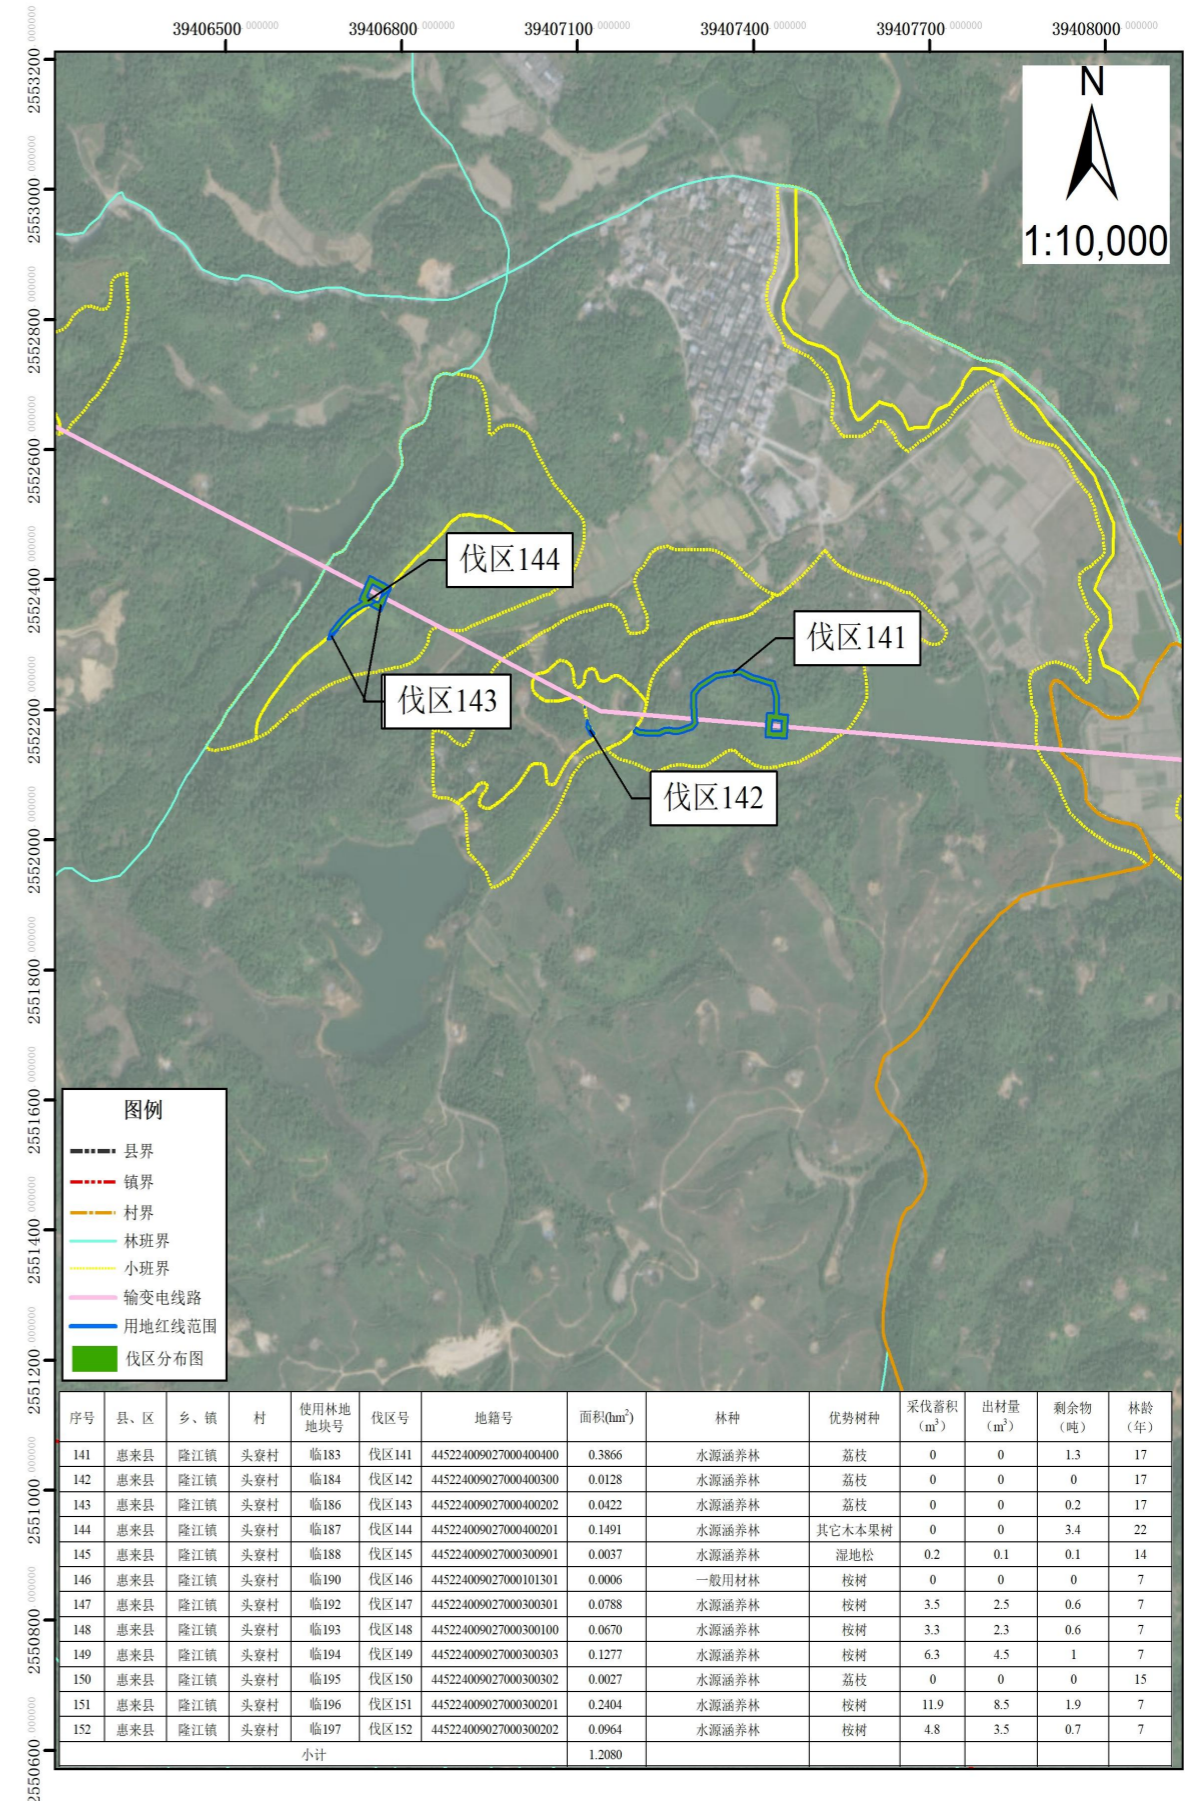 39406500 000000 39406800 000000 39407100 000000 39407400 000000 39407700 000000 39408000 000000
2553200 000000
2553000 000000
2552800 000000
2552600 000000
2552400 000000
2552200 000000
2552000 000000
2551800 000000
2551600 000000
2551400 000000
2551200 000000
2551000 000000
2550800 000000
2550600 000000
N
1:10,000
伐区144
伐区141
伐区143
伐区142
图例
县界
镇界
村界
林班界
小班界
输变电线路
用地红线范围
伐区分布图
序号 县、区 乡、镇 村 使用林地地块号 伐区号 地籍号 面积(hm²) 林种 优势树种 采伐蓄积（m³） 出材量（m³） 剩余物（吨） 林龄（年）
141 惠来县 隆江镇 头寮村 临183 伐区141 445224009027000400400 0.3866 水源涵养林 荔枝 0 0 1.3 17
142 惠来县 隆江镇 头寮村 临184 伐区142 445224009027000400300 0.0128 水源涵养林 荔枝 0 0 0 17
143 惠来县 隆江镇 头寮村 临186 伐区143 445224009027000400202 0.0422 水源涵养林 荔枝 0 0 0.2 17
144 惠来县 隆江镇 头寮村 临187 伐区144 445224009027000400201 0.1491 水源涵养林 其它木本果树 0 0 3.4 22
145 惠来县 隆江镇 头寮村 临188 伐区145 445224009027000300901 0.0037 水源涵养林 湿地松 0.2 0.1 0.1 14
146 惠来县 隆江镇 头寮村 临190 伐区146 445224009027000101301 0.0006 一般用材林 桉树 0 0 0 7
147 惠来县 隆江镇 头寮村 临192 伐区147 445224009027000300301 0.0788 水源涵养林 桉树 3.5 2.5 0.6 7
148 惠来县 隆江镇 头寮村 临193 伐区148 445224009027000300100 0.0670 水源涵养林 桉树 3.3 2.3 0.6 7
149 惠来县 隆江镇 头寮村 临194 伐区149 445224009027000300303 0.1277 水源涵养林 桉树 6.3 4.5 1 7
150 惠来县 隆江镇 头寮村 临195 伐区150 445224009027000300302 0.0027 水源涵养林 荔枝 0 0 0 15
151 惠来县 隆江镇 头寮村 临196 伐区151 445224009027000300201 0.2404 水源涵养林 桉树 11.9 8.5 1.9 7
152 惠来县 隆江镇 头寮村 临197 伐区152 445224009027000300202 0.0964 水源涵养林 桉树 4.8 3.5 0.7 7
小计 1.2080